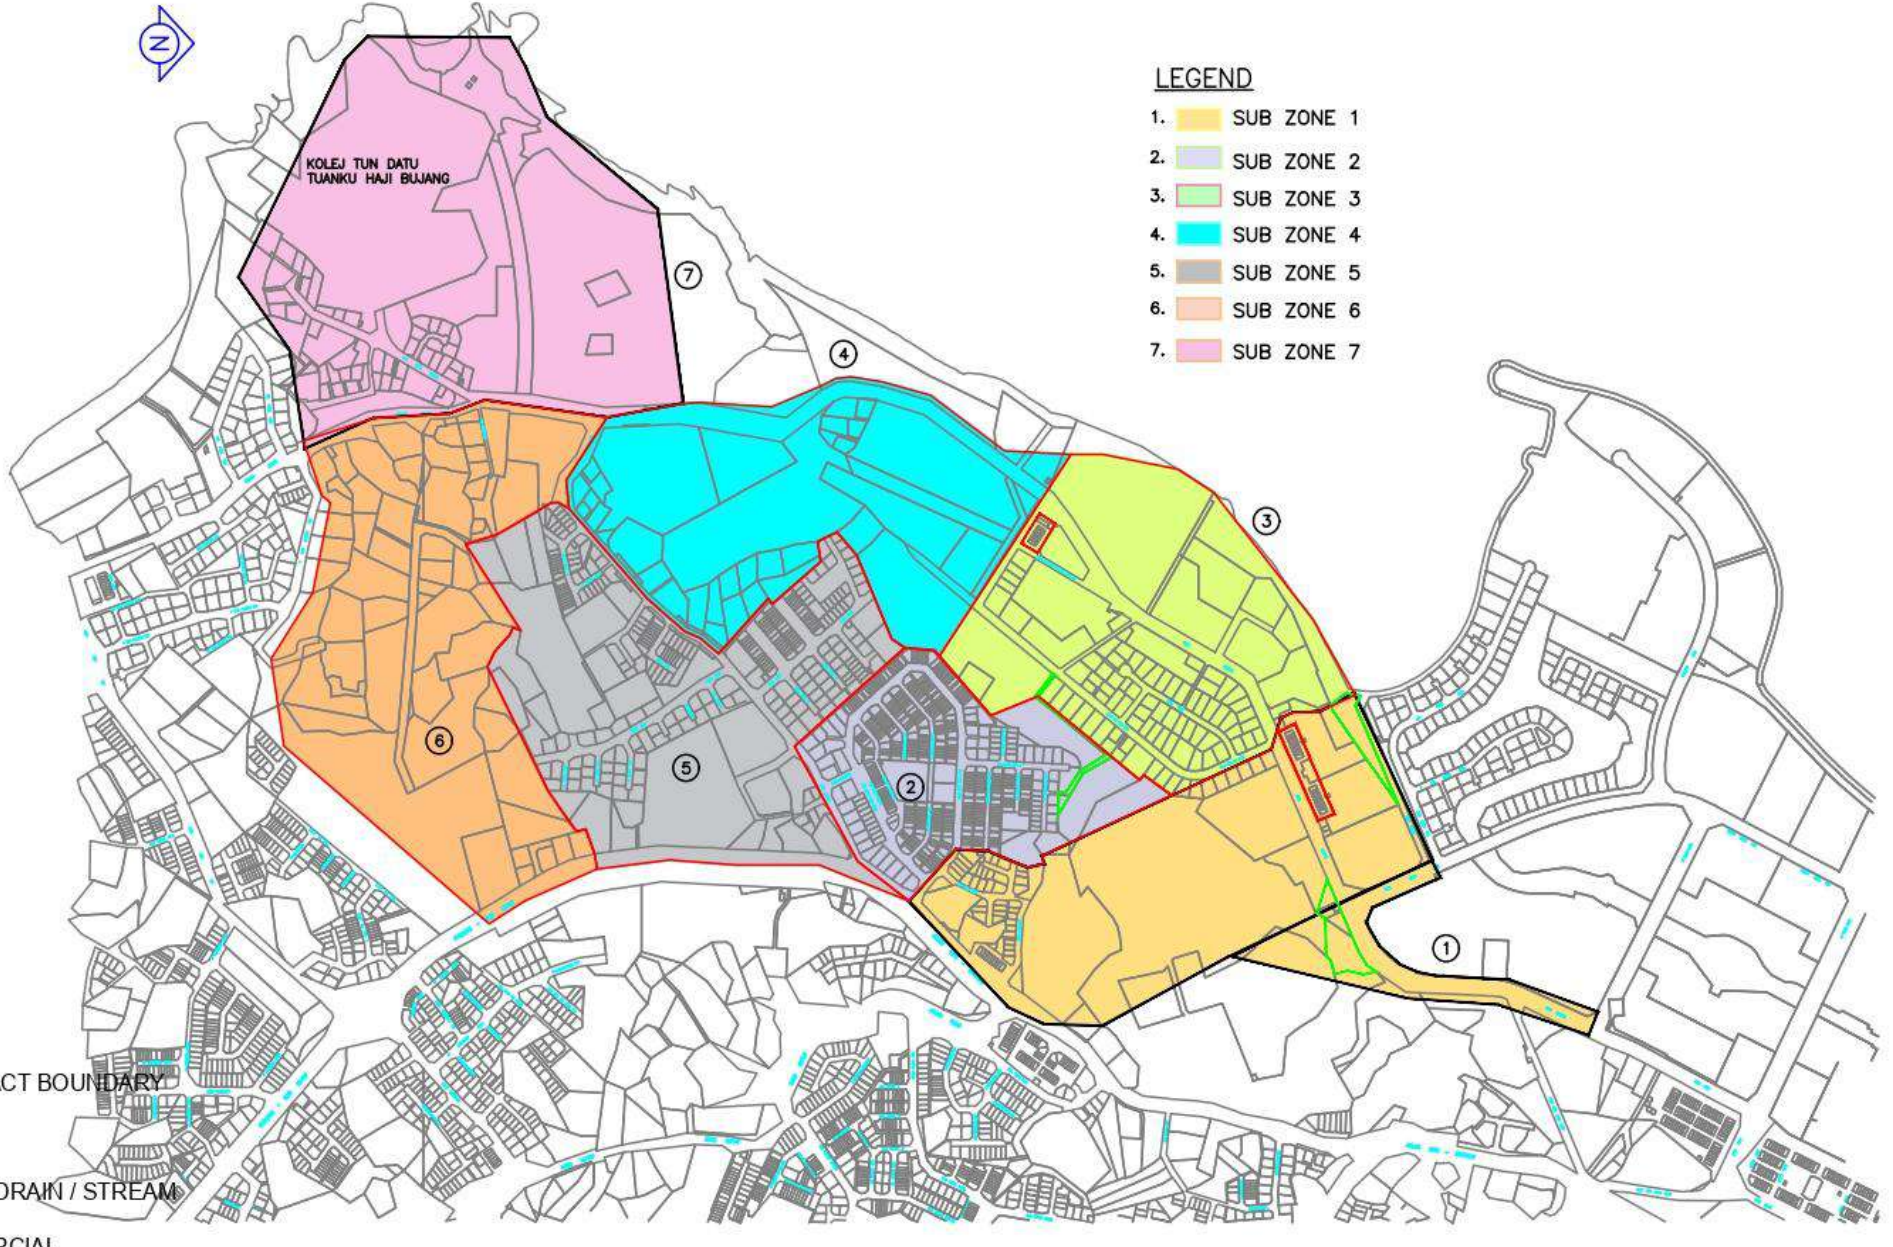 N
LEGEND
1. SUB ZONE 1
2. SUB ZONE 2
3. SUB ZONE 3
4. SUB ZONE 4
5. SUB ZONE 5
6. SUB ZONE 6
7. SUB ZONE 7
KOLEJ TUN DATU
TUANKU HAJI BUJANG
7
4
3
6
5
2
1
ACT BOUNDARY
DRAIN / STREAM
RCIAL